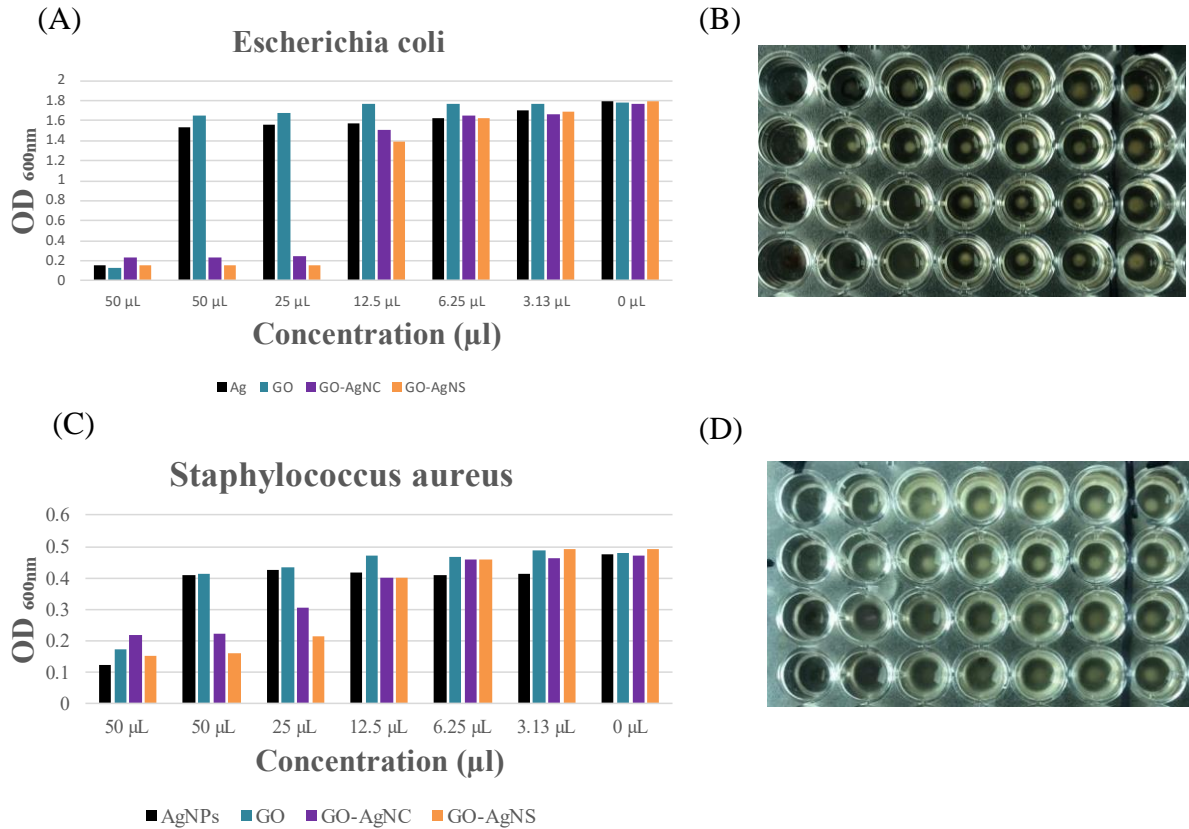 (A)
Escherichia coli
2
1.8
1.6
1.4
1.2
1
0.8
0.6
0.4
0.2
0
OD 600nm
50 µL 50 µL 25 µL 12.5 µL 6.25 µL 3.13 µL 0 µL
Concentration (µl)
Ag GO GO-AgNC GO-AgNS
(B)
(C)
Staphylococcus aureus
0.6
0.5
0.4
0.3
0.2
0.1
0
OD 600nm
50 µL 50 µL 25 µL 12.5 µL 6.25 µL 3.13 µL 0 µL
Concentration (µl)
AgNPs GO GO-AgNC GO-AgNS
(D)